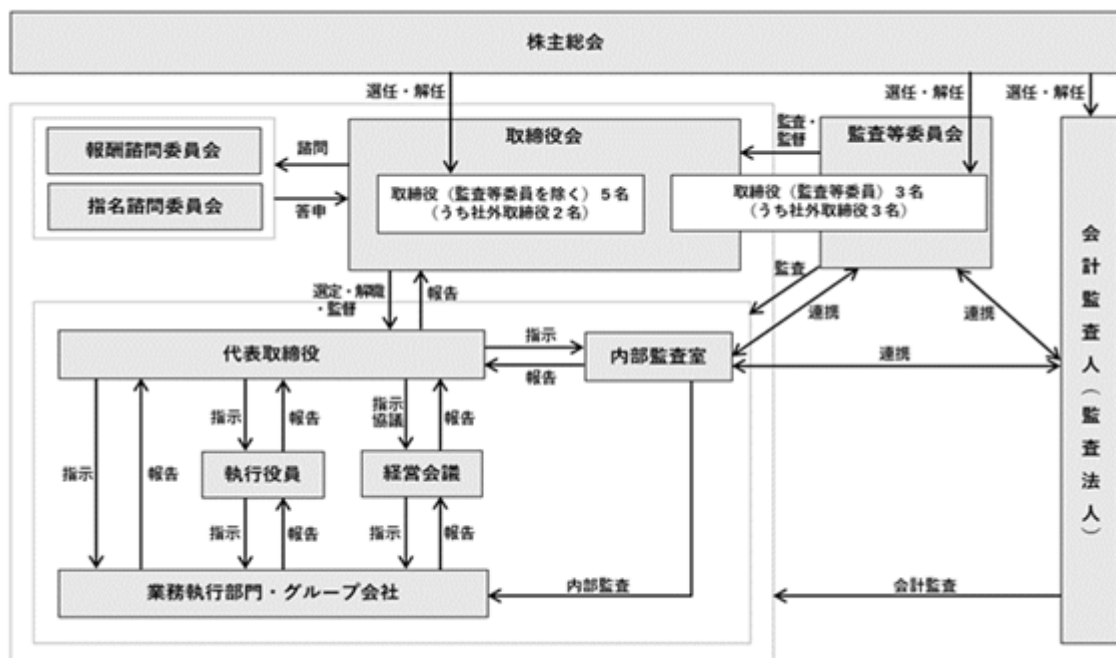 株主総会
選任・解任
選任・解任
選任・解任
報酬諮問委員会
指名諮問委員会
諮問
答申
取締役会
取締役（監査等委員を除く）５名
（うち社外取締役２名）
監査・
監督
監査等委員会
取締役（監査等委員）３名
（うち社外取締役３名）
会計監査人（監査法人）
選定・解職
・監督
報告
監査
連携
連携
代表取締役
指示
報告
内部監査室
連携
指示
報告
指示
報告
指示
協議
報告
執行役員
経営会議
指示
報告
指示
報告
業務執行部門・グループ会社
内部監査
会計監査